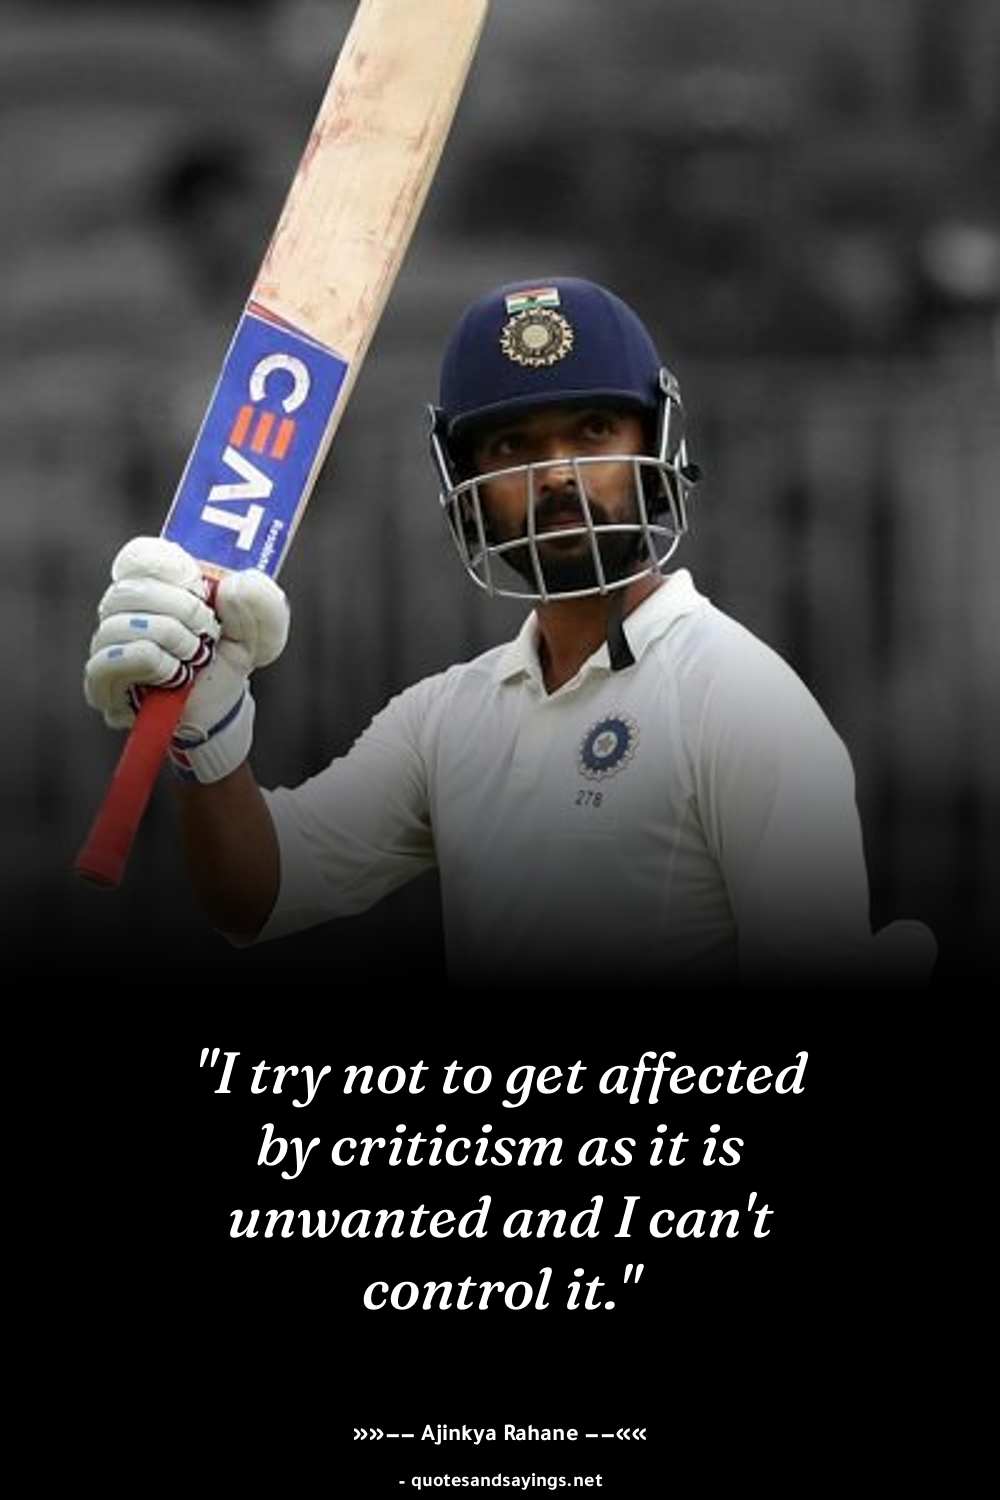 CEAT
278
"I try not to get affected
by criticism as it is
unwanted and I can't
control it."
»»–– Ajinkya Rahane ––««
- quotesandsayings.net